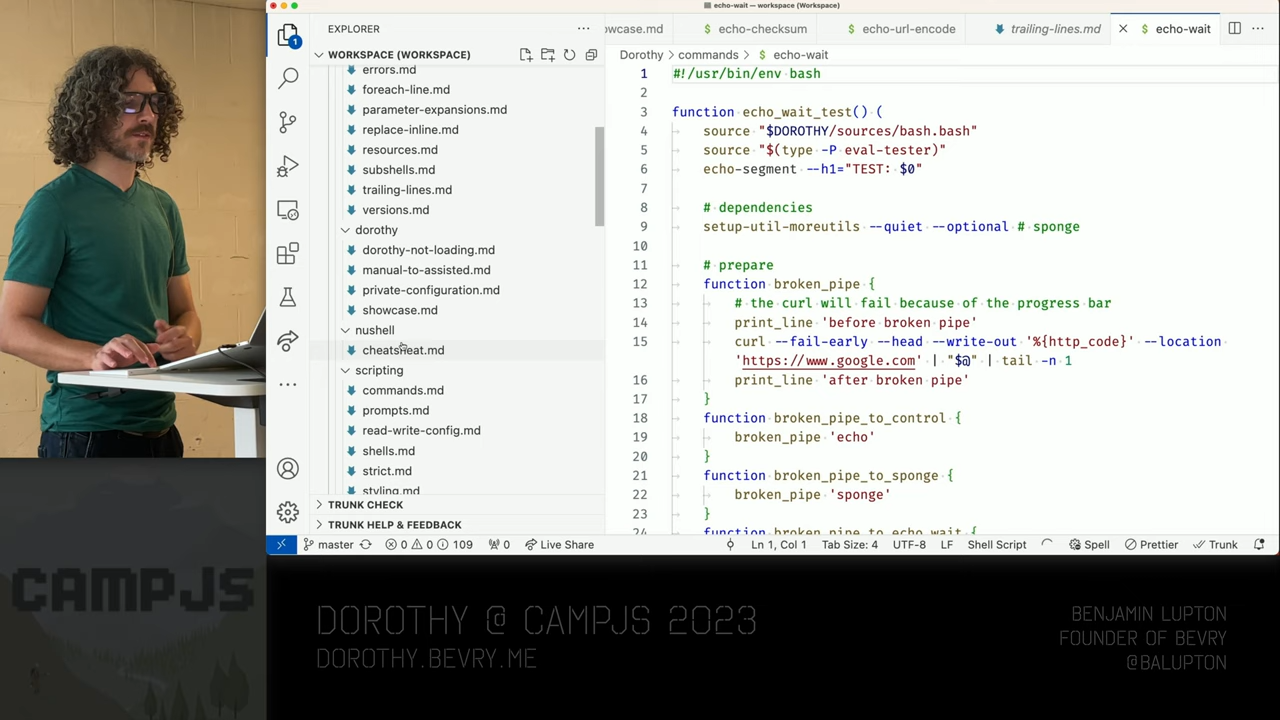 echo-wait — workspace (Workspace)
EXPLORER
owcase.md
echo-checksum
echo-url-encode
trailing-lines.md
echo-wait
WORKSPACE (WORKSPACE)
Dorothy > commands > $ echo-wait
errors.md
foreach-line.md
parameter-expansions.md
replace-inline.md
resources.md
subshells.md
trailing-lines.md
versions.md
dorothy
dorothy-not-loading.md
manual-to-assisted.md
private-configuration.md
showcase.md
nushell
cheatsheat.md
scripting
commands.md
prompts.md
read-write-config.md
shells.md
strict.md
styling.md
TRUNK CHECK
TRUNK HELP & FEEDBACK
1
1 #!/usr/bin/env bash
2
3 function echo_wait_test() (
4 source "$DOROTHY/sources/bash.bash"
5 source "$(type -P eval-tester)"
6 echo-segment --h1="TEST: $0"
7
8 # dependencies
9 setup-util-moreutils --quiet --optional # sponge
10
11 # prepare
12 function broken_pipe {
13 # the curl will fail because of the progress bar
14 print_line 'before broken pipe'
15 curl --fail-early --head --write-out '%{http_code}' --location
'https://www.google.com' | "$@" | tail -n 1
16 print_line 'after broken pipe'
17 }
18 function broken_pipe_to_control {
19 broken_pipe 'echo'
20 }
21 function broken_pipe_to_sponge {
22 broken_pipe 'sponge'
23 }
24 function broken_pipe_to_echo_wait {
master 0 0 109 0 Live Share Ln 1, Col 1 Tab Size: 4 UTF-8 LF Shell Script Spell Prettier Trunk
CAMPJS
DOROTHY @ CAMPJS 2023
DOROTHY.BEVRY.ME
BENJAMIN LUPTON
FOUNDER OF BEVRY
@BALUPTON